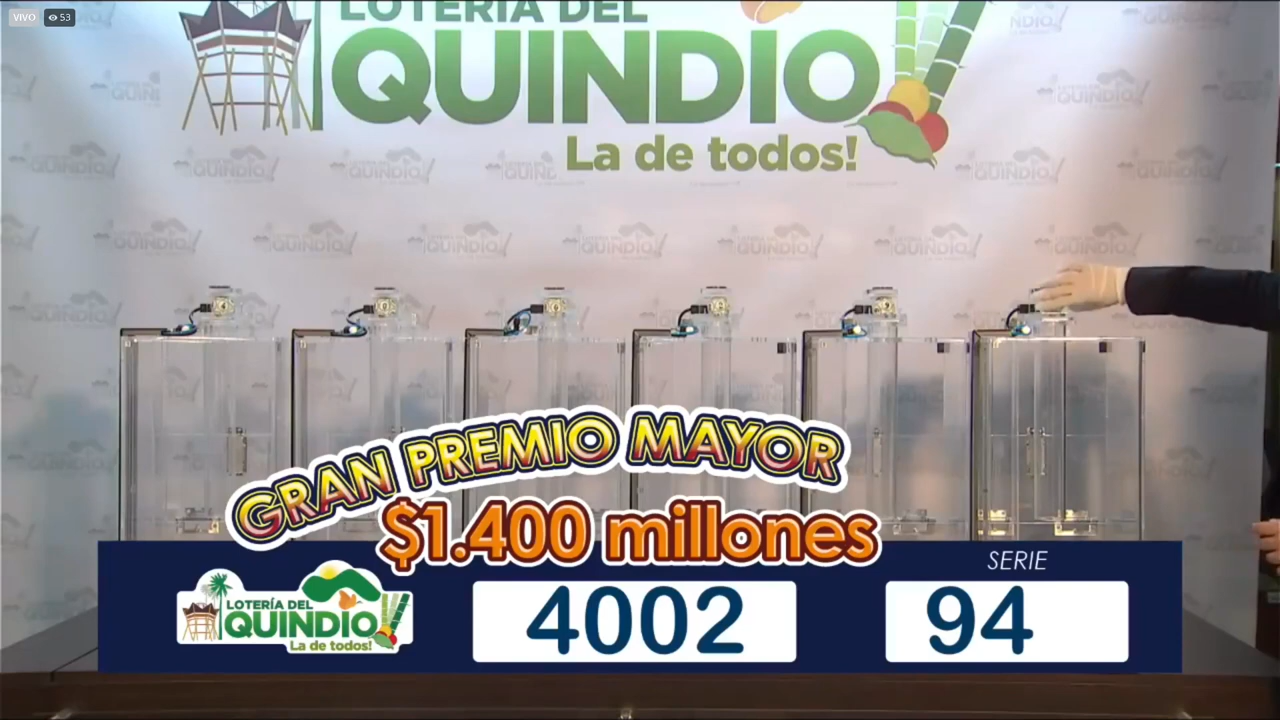 VIVO 53
LOTERÍA DEL
QUINDIO
La de todos!
GRAN PREMIO MAYOR
$1.400 millones
SERIE
LOTERÍA DEL
QUINDIO
La de todos!
4002
94